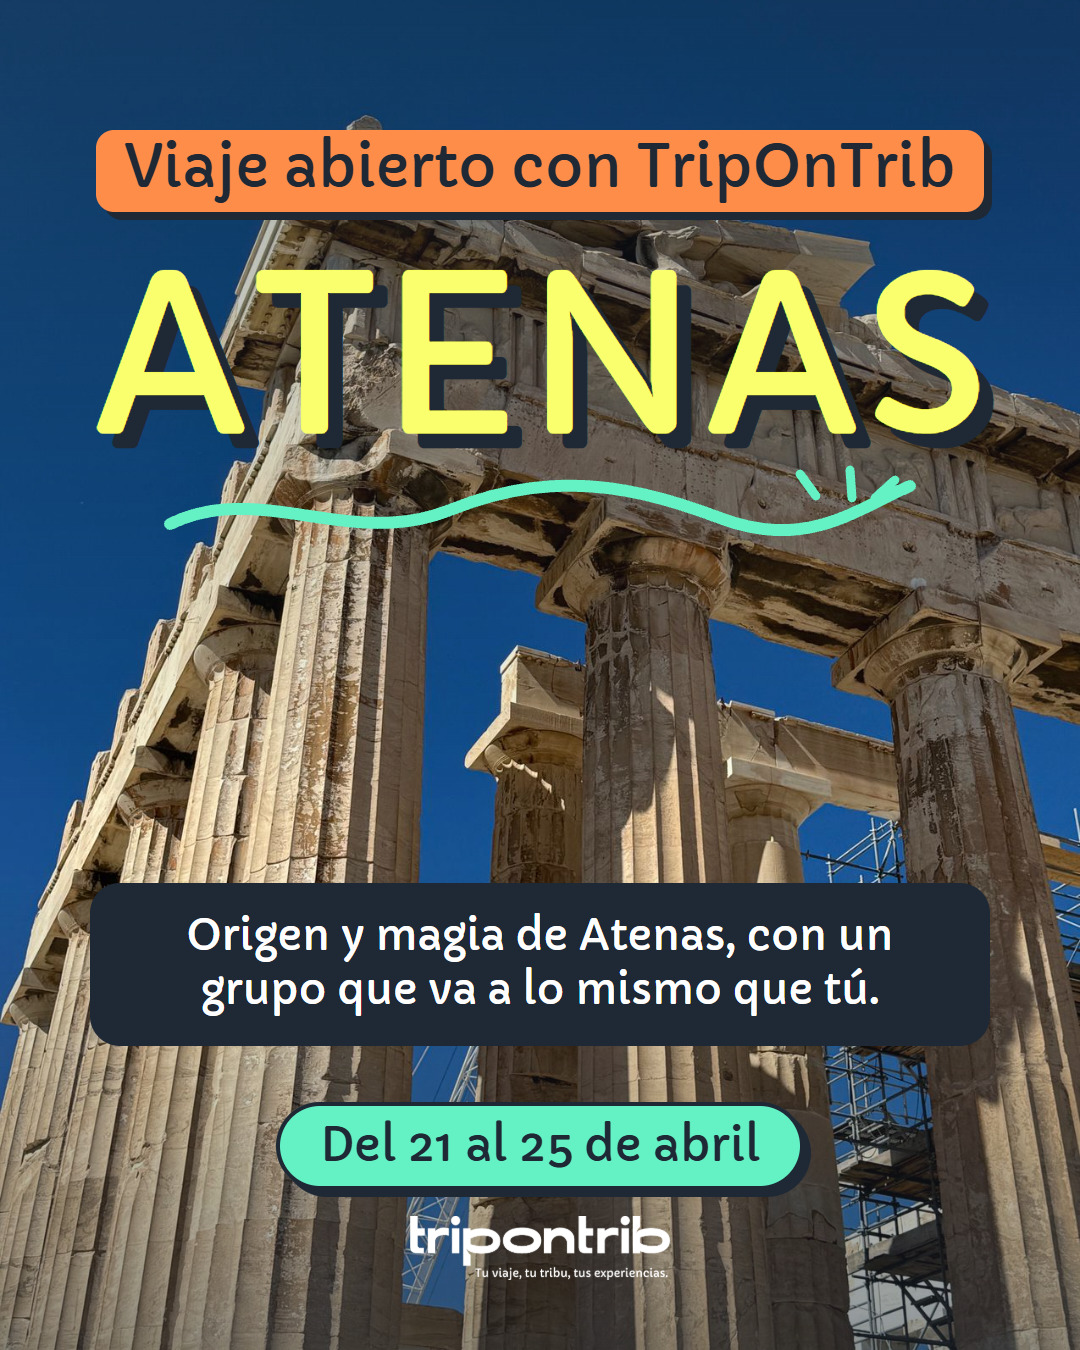 Viaje abierto con TripOnTrib
ATENAS
Origen y magia de Atenas, con un
grupo que va a lo mismo que tú.
Del 21 al 25 de abril
tripontrib
Tu viaje, tu tribu, tus experiencias.